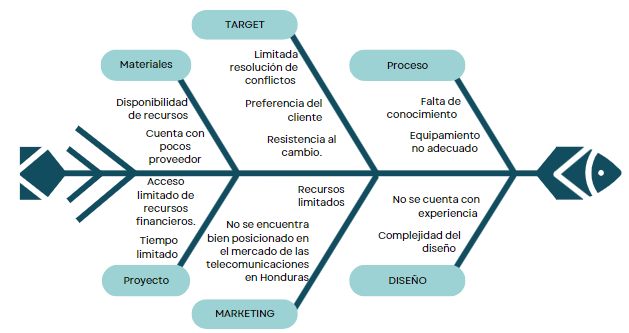 TARGET
Materiales
Proceso
Limitada
resolución de
conflictos
Preferencia del
cliente
Resistencia al
cambio.
Disponibilidad
de recursos
Cuenta con
pocos
proveedor
Falta de
conocimiento
Equipamiento
no adecuado
Acceso
limitado de
recursos
financieros.
Tiempo
limitado
Recursos
limitados
No se encuentra
bien posicionado en
el mercado de las
telecomunicaciones
en Honduras
No se cuenta con
experiencia
Complejidad del
diseño
Proyecto
MARKETING
DISEÑO